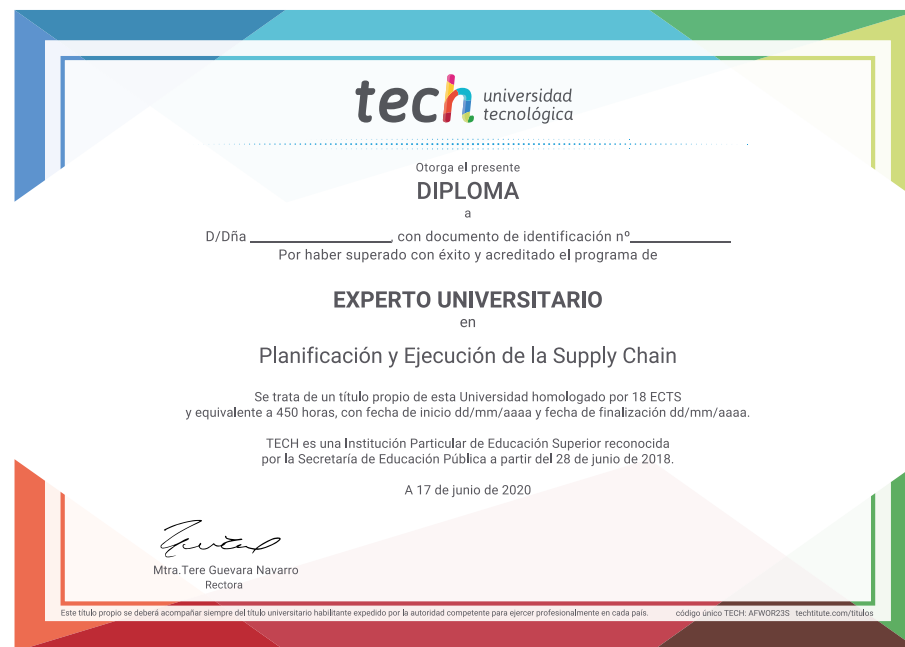 tech universidad
tecnológica
Otorga el presente
DIPLOMA
a
D/Dña ____________________, con documento de identificación nº______________
Por haber superado con éxito y acreditado el programa de
EXPERTO UNIVERSITARIO
en
Planificación y Ejecución de la Supply Chain
Se trata de un título propio de esta Universidad homologado por 18 ECTS
y equivalente a 450 horas, con fecha de inicio dd/mm/aaaa y fecha de finalización dd/mm/aaaa.
TECH es una Institución Particular de Educación Superior reconocida
por la Secretaría de Educación Pública a partir del 28 de junio de 2018.
A 17 de junio de 2020
Mtra.Tere Guevara Navarro
Rectora
Este título propio se deberá acompañar siempre del título universitario habilitante expedido por la autoridad competente para ejercer profesionalmente en cada país. código único TECH: AFWOR23S techtitute.com/titulos